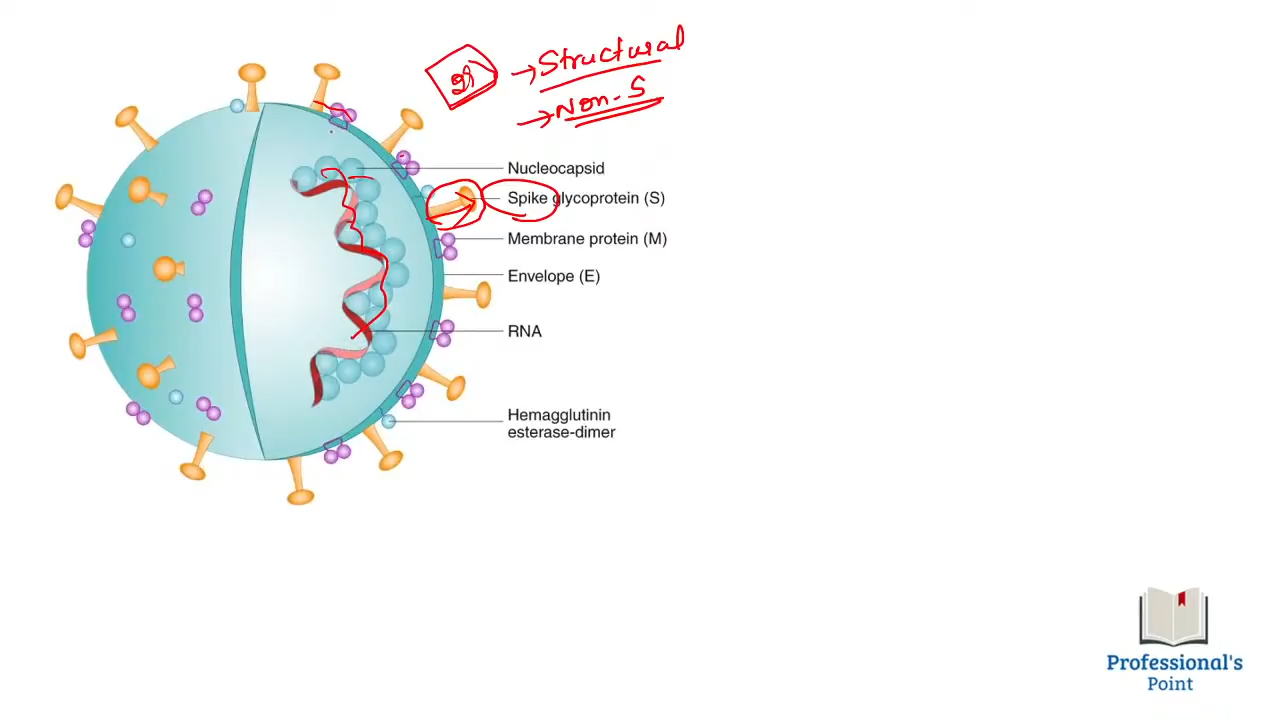 → Structural
→ Non-S
Nucleocapsid
Spike glycoprotein (S)
Membrane protein (M)
Envelope (E)
RNA
Hemagglutinin
esterase-dimer
Professional's
Point